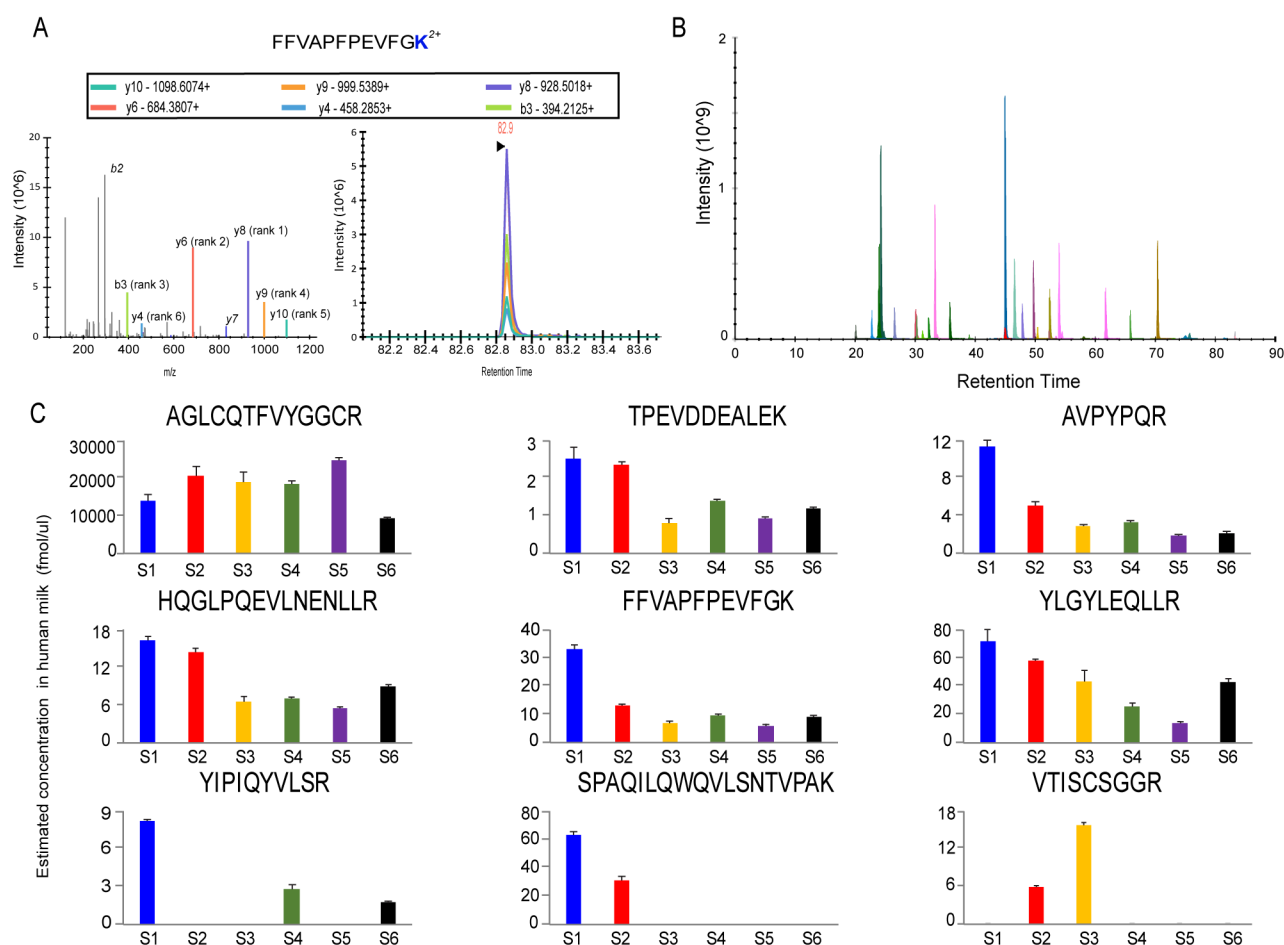 A
FFVAPFPEVFGK2+
y10 - 1098.6074+ y9 - 999.5389+ y8 - 928.5018+
y6 - 684.3807+ y4 - 458.2853+ b3 - 394.2125+
Intensity (10^6)
20
15
10
5
0
b2
b3 (rank 3)
y4 (rank 6)
y6 (rank 2)
y7
y8 (rank 1)
y9 (rank 4)
y10 (rank 5)
200 400 600 800 1000 1200
m/z
82.9
Intensity (10^6)
6
5
4
3
2
1
0
82.2 82.4 82.6 82.8 83.0 83.2 83.4 83.6
Retention Time
B
Intensity (10^9)
2
1
0
0 10 20 30 40 50 60 70 80 90
Retention Time
C
Estimated concentration in human milk (fmol/ul)
AGLCQTFVYGGCR
30000
20000
10000
0
S1 S2 S3 S4 S5 S6
TPEVDDEALEK
3
2
1
0
S1 S2 S3 S4 S5 S6
AVPYPQR
12
8
4
0
S1 S2 S3 S4 S5 S6
HQGLPQEVLNENLLR
18
12
6
0
S1 S2 S3 S4 S5 S6
FFVAPFPEVFGK
40
30
20
10
0
S1 S2 S3 S4 S5 S6
YLGYLEQLLR
80
60
40
20
0
S1 S2 S3 S4 S5 S6
YIPIQYVLSR
9
6
3
0
S1 S2 S3 S4 S5 S6
SPAQILQWQVLSNTVPAK
80
60
40
20
0
S1 S2 S3 S4 S5 S6
VTISCSGGR
18
12
6
0
S1 S2 S3 S4 S5 S6